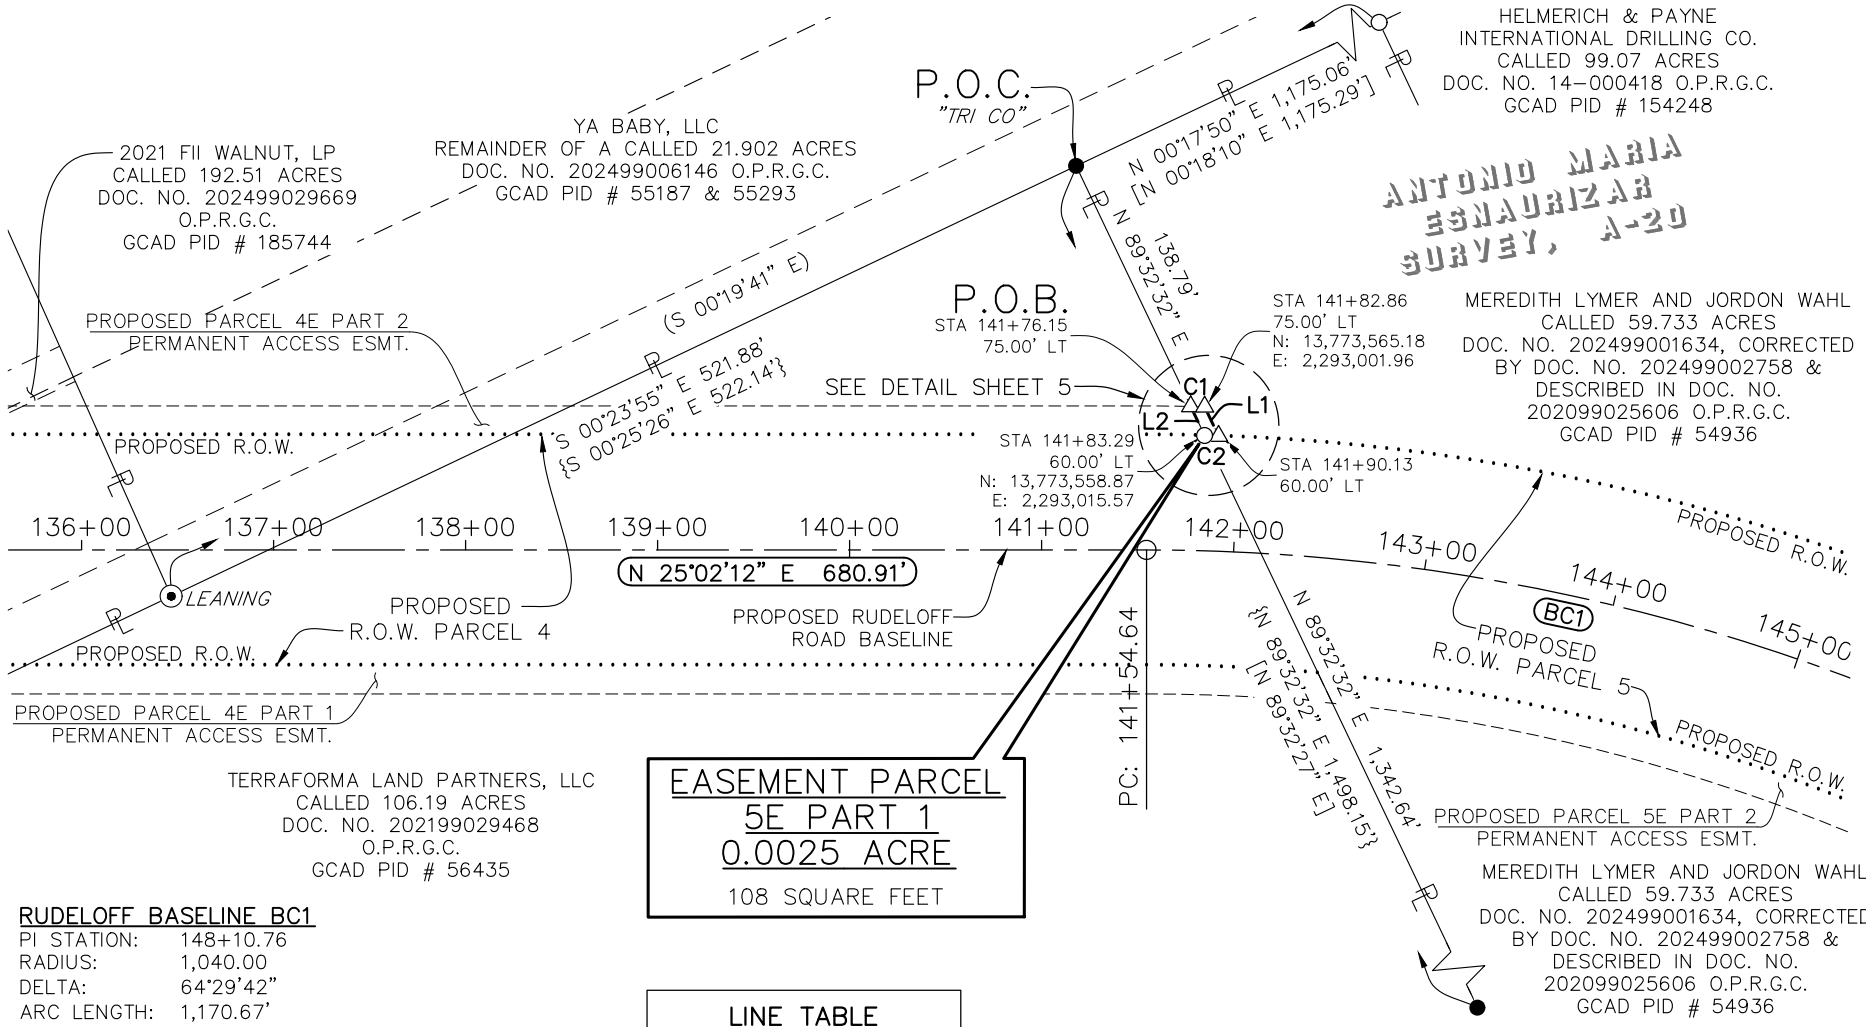 HELMERICH & PAYNE
INTERNATIONAL DRILLING CO.
CALLED 99.07 ACRES
DOC. NO. 14-000418 O.P.R.G.C.
GCAD PID # 154248
P.O.C.
"TRI CO"
PL
N 00°17'50" E 1,175.06'
[N 00°18'10" E 1,175.29']
PL
YA BABY, LLC
REMAINDER OF A CALLED 21.902 ACRES
DOC. NO. 202499006146 O.P.R.G.C.
GCAD PID # 55187 & 55293
2021 FII WALNUT, LP
CALLED 192.51 ACRES
DOC. NO. 202499029669
O.P.R.G.C.
GCAD PID # 185744
ANTONIO MARIA
ESNAURIZAR
SURVEY, A-20
PL
138.79'
N 89°32'32" E
(S 00°19'41" E)
P.O.B.
STA 141+76.15
75.00' LT
STA 141+82.86
75.00' LT
N: 13,773,565.18
E: 2,293,001.96
MEREDITH LYMER AND JORDON WAHL
CALLED 59.733 ACRES
DOC. NO. 202499001634, CORRECTED
BY DOC. NO. 202499002758 &
DESCRIBED IN DOC. NO.
202099025606 O.P.R.G.C.
GCAD PID # 54936
PROPOSED PARCEL 4E PART 2
PERMANENT ACCESS ESMT.
PL
S 00°23'55" E 521.88'
{S 00°25'26" E 522.14'}
SEE DETAIL SHEET 5
C1
L1
L2
C2
PROPOSED R.O.W.
STA 141+83.29
60.00' LT
N: 13,773,558.87
E: 2,293,015.57
STA 141+90.13
60.00' LT
PL
PROPOSED R.O.W.
136+00
137+00
138+00
139+00
140+00
141+00
142+00
143+00
144+00
145+00
N 25°02'12" E 680.91'
BC1
LEANING
PL
PROPOSED
R.O.W. PARCEL 4
PROPOSED RUDELOFF
ROAD BASELINE
PC: 141+54.64
N 89°32'32" E 1,342.64'
{N 89°32'32" E 1,498.15'}
[N 89°32'27" E]
PROPOSED
R.O.W. PARCEL 5
PROPOSED R.O.W.
PROPOSED R.O.W.
PROPOSED PARCEL 4E PART 1
PERMANENT ACCESS ESMT.
TERRAFORMA LAND PARTNERS, LLC
CALLED 106.19 ACRES
DOC. NO. 202199029468
O.P.R.G.C.
GCAD PID # 56435
EASEMENT PARCEL
5E PART 1
0.0025 ACRE
108 SQUARE FEET
PROPOSED PARCEL 5E PART 2
PERMANENT ACCESS ESMT.
PL
MEREDITH LYMER AND JORDON WAHL
CALLED 59.733 ACRES
DOC. NO. 202499001634, CORRECTED
BY DOC. NO. 202499002758 &
DESCRIBED IN DOC. NO.
202099025606 O.P.R.G.C.
GCAD PID # 54936
RUDELOFF BASELINE BC1
PI STATION: 148+10.76
RADIUS: 1,040.00
DELTA: 64°29'42"
ARC LENGTH: 1,170.67'
LINE TABLE